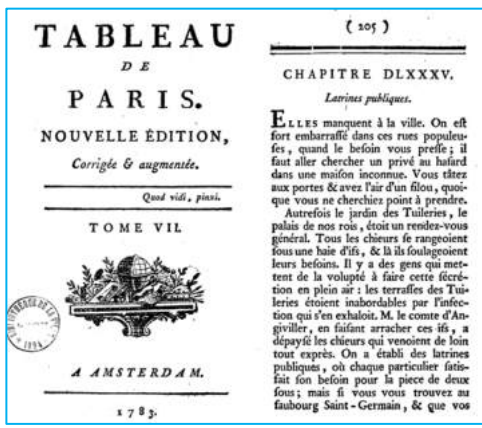 TABLEAU
DE
PARIS.
NOUVELLE ÉDITION,
Corrigée & augmentée.
Quod vidi, pinxi.
TOME VII.
A AMSTERDAM.
1783.
( 205 )
CHAPITRE DLXXXV.
Latrines publiques.
ELLES manquent à la ville. On est
fort embarrassé dans ces rues populeu-
ses, quand le besoin vous presse ; il
faut aller chercher un privé au hasard
dans une maison inconnue. Vous tâtez
aux portes & avez l'air d'un filou, quoi-
que vous ne cherchiez point à prendre.
Autrefois le jardin des Tuileries, le
palais de nos rois, étoit un rendez-vous
général. Tous les chieurs se rangeoient
sous une haie d'ifs, & là ils soulageoient
leurs besoins. Il y a des gens qui met-
tent de la volupté à faire cette sécré-
tion en plein air : les terrasses des Tui-
leries étoient inabordables par l'infec-
tion qui s'en exhaloit. M. le comte d'An-
giviller, en faisant arracher ces ifs, a
dépaysé les chieurs qui venoient de loin
tout exprès. On a établi des latrines
publiques, où chaque particulier satis-
fait son besoin pour la piece de deux
sous ; mais si vous vous trouvez au
faubourg Saint-Germain, & que vos